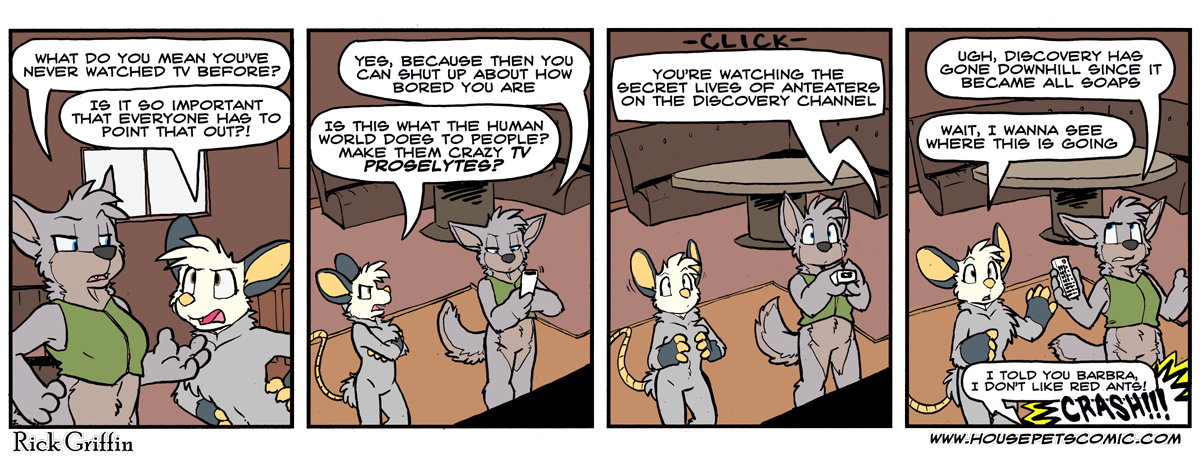 WHAT DO YOU MEAN YOU'VE
NEVER WATCHED TV BEFORE?
IS IT SO IMPORTANT
THAT EVERYONE HAS TO
POINT THAT OUT?!
YES, BECAUSE THEN YOU
CAN SHUT UP ABOUT HOW
BORED YOU ARE
IS THIS WHAT THE HUMAN
WORLD DOES TO PEOPLE?
MAKE THEM CRAZY TV
PROSELYTES?
-CLICK-
YOU'RE WATCHING THE
SECRET LIVES OF ANTEATERS
ON THE DISCOVERY CHANNEL
UGH, DISCOVERY HAS
GONE DOWNHILL SINCE IT
BECAME ALL SOAPS
WAIT, I WANNA SEE
WHERE THIS IS GOING
I TOLD YOU BARBRA,
I DON'T LIKE RED ANTS!
CRASH!!!
Rick Griffin
WWW.HOUSEPETSCOMIC.COM